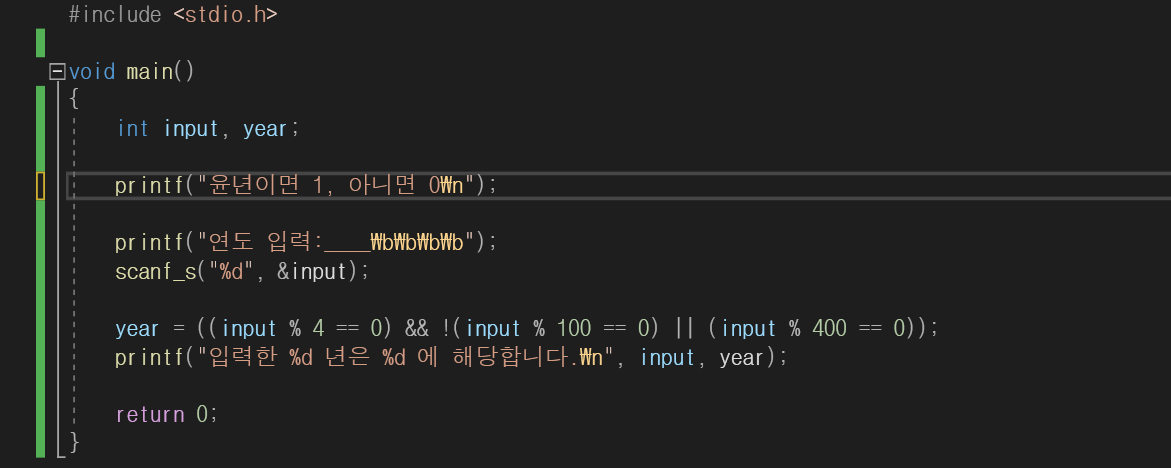 #include <stdio.h>
void main()
{
int input, year;
printf("윤년이면 1, 아니면 0₩n");
printf("연도 입력:____₩b₩b₩b₩b");
scanf_s("%d", &input);
year = ((input % 4 == 0) && !(input % 100 == 0) || (input % 400 == 0));
printf("입력한 %d 년은 %d 에 해당합니다.₩n", input, year);
return 0;
}